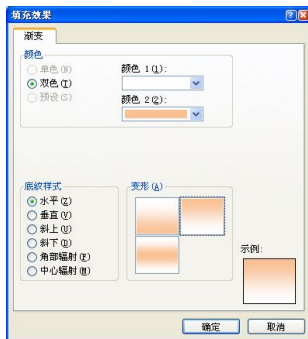 填充效果
渐变
颜色
单色(N)
双色(T)
预设(S)
颜色 1(1):
颜色 2(2):
底纹样式
水平(Z)
垂直(V)
斜上(U)
斜下(D)
角部辐射(F)
中心辐射(M)
变形(A)
示例:
确定
取消